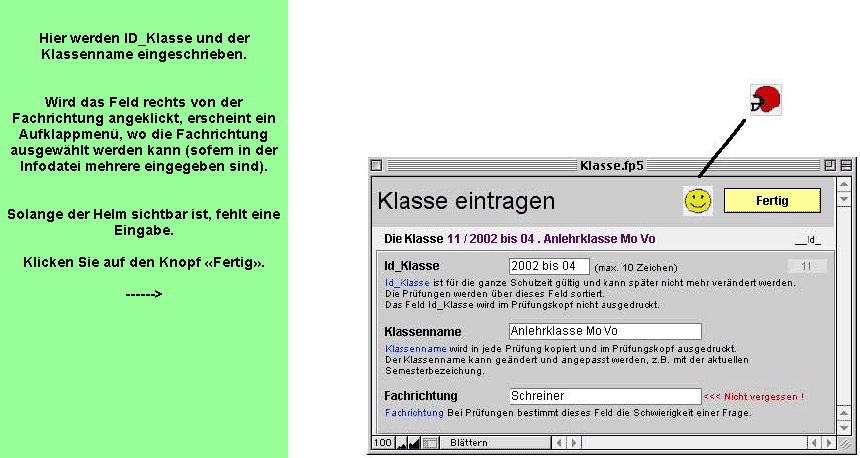 Hier werden ID_Klasse und der
Klassenname eingeschrieben.
Wird das Feld rechts von der
Fachrichtung angeklickt, erscheint ein
Aufklappmenü, wo die Fachrichtung
ausgewählt werden kann (sofern in der
Infodatei mehrere eingegeben sind).
Solange der Helm sichtbar ist, fehlt eine
Eingabe.
Klicken Sie auf den Knopf «Fertig».
------>
Klasse.fp5
Klasse eintragen
Fertig
Die Klasse 11 / 2002 bis 04 . Anlehrklasse Mo Vo
__Id_
Id_Klasse
2002 bis 04
(max. 10 Zeichen)
11
Id_Klasse ist für die ganze Schulzeit gültig und kann später nicht mehr verändert werden.
Die Prüfungen werden über dieses Feld sortiert.
Das Feld Id_Klasse wird im Prüfungskopf nicht ausgedruckt.
Klassenname
Anlehrklasse Mo Vo
Klassenname wird in jede Prüfung kopiert und im Prüfungskopf ausgedruckt.
Der Klassenname kann geändert und angepasst werden, z.B. mit der aktuellen
Semesterbezeichung.
Fachrichtung
Schreiner
<<< Nicht vergessen !
Fachrichtung Bei Prüfungen bestimmt dieses Feld die Schwierigkeit einer Frage.
100
Blättern